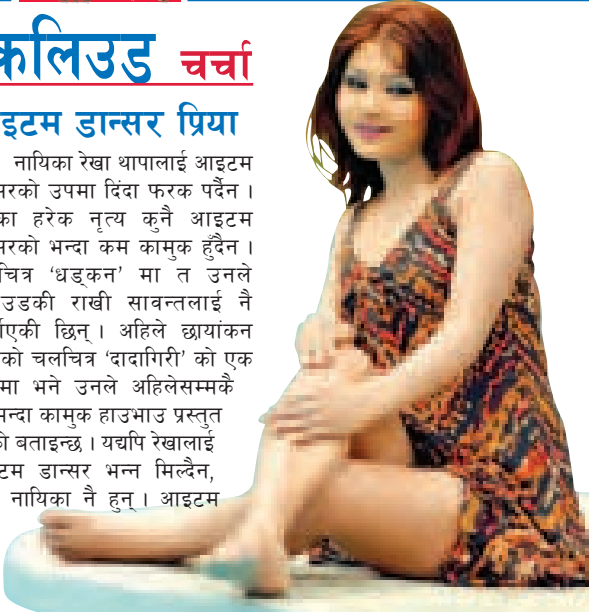 कलिउड चर्चा
इटम डान्सर प्रिया
नायिका रेखा थापालाई आइटम
सरको उपमा दिंदा फरक पर्दैन ।
का हरेक नृत्य कुनै आइटम
सरको भन्दा कम कामुक हुँदैन ।
चित्र ‘धड्कन’ मा त उनले
उडकी राखी सावन्तलाई नै
एकी छिन् । अहिले छायांकन
को चलचित्र ‘दादागिरी’ को एक
मा भने उनले अहिलेसम्मकै
भन्दा कामुक हाउभाउ प्रस्तुत
बताइन्छ । यद्यपि रेखालाई
टम डान्सर भन्न मिल्दैन,
नायिका नै हुन् । आइटम